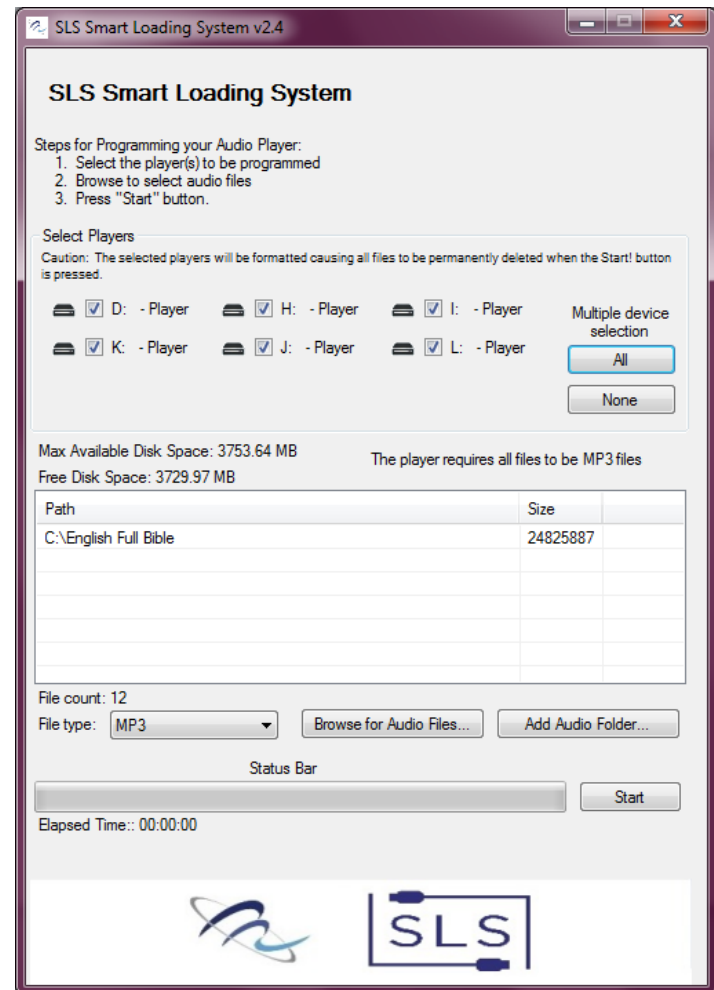 SLS Smart Loading System v2.4
SLS Smart Loading System
Steps for Programming your Audio Player:
1. Select the player(s) to be programmed
2. Browse to select audio files
3. Press "Start" button.
Select Players
Caution: The selected players will be formatted causing all files to be permanently deleted when the Start! button
is pressed.
D: - Player H: - Player I: - Player
Multiple device
selection
K: - Player J: - Player L: - Player
All
None
Max Available Disk Space: 3753.64 MB
The player requires all files to be MP3 files
Free Disk Space: 3729.97 MB
Path Size
C:\English Full Bible 24825887
File count: 12
File type: MP3 Browse for Audio Files... Add Audio Folder...
Status Bar
Start
Elapsed Time:: 00:00:00
SLS